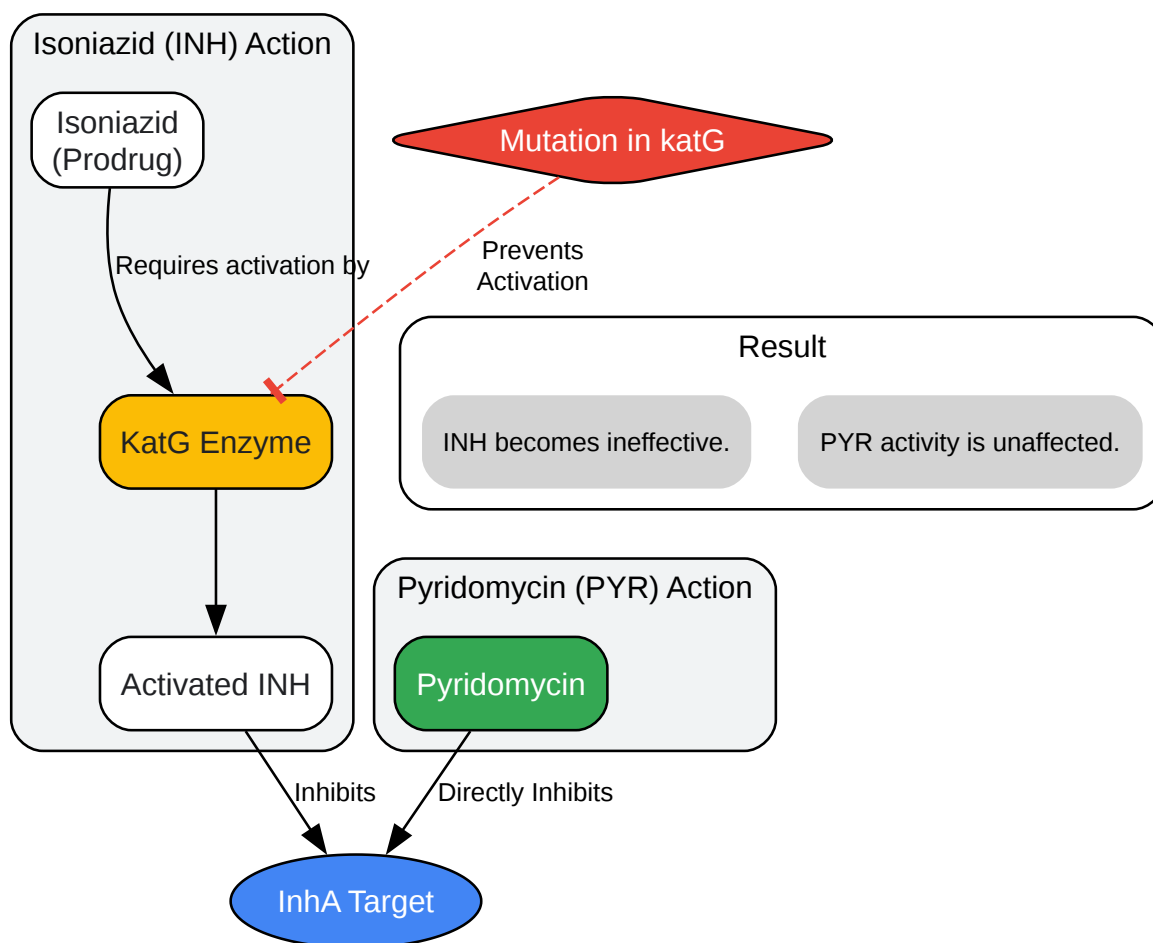 Isoniazid (INH) Action
Isoniazid
(Prodrug)
Mutation in katG
Requires activation by
Prevents
Activation
Result
KatG Enzyme
INH becomes ineffective.
PYR activity is unaffected.
Pyridomycin (PYR) Action
Activated INH
Pyridomycin
Inhibits
Directly Inhibits
InhA Target